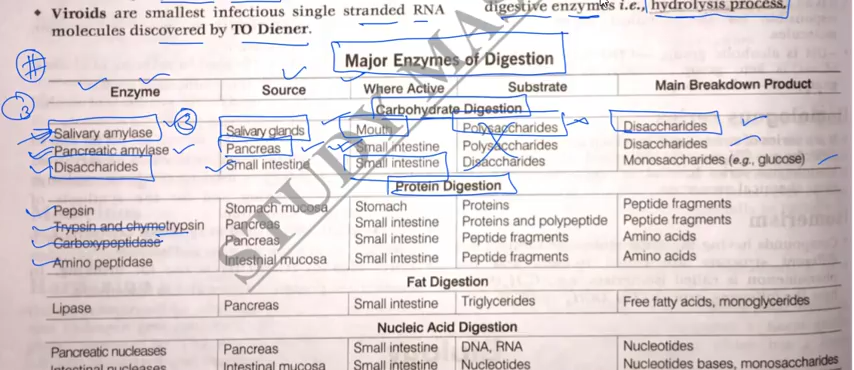 • Viroids are smallest infectious single stranded RNA
molecules discovered by TO Diener.
digestive enzymes i.e., hydrolysis process.
Major Enzymes of Digestion
Enzyme Source Where Active Substrate Main Breakdown Product
Carbohydrate Digestion
Salivary amylase Salivary glands Mouth Polysaccharides Disaccharides
Pancreatic amylase Pancreas Small intestine Polysaccharides Disaccharides
Disaccharides Small intestine Small intestine Disaccharides Monosaccharides (e.g., glucose)
Protein Digestion
Pepsin Stomach mucosa Stomach Proteins Peptide fragments
Trypsin and chymotrypsin Pancreas Small intestine Proteins and polypeptide Peptide fragments
Carboxypeptidase Pancreas Small intestine Peptide fragments Amino acids
Amino peptidase Intestnial mucosa Small intestine Peptide fragments Amino acids
Fat Digestion
Lipase Pancreas Small intestine Triglycerides Free fatty acids, monoglycerides
Nucleic Acid Digestion
Pancreatic nucleases Pancreas Small intestine DNA, RNA Nucleotides
Intestinal nucleases Intestinal mucosa Small intestine Nucleotides Nucleotides bases, monosaccharides
STUDY